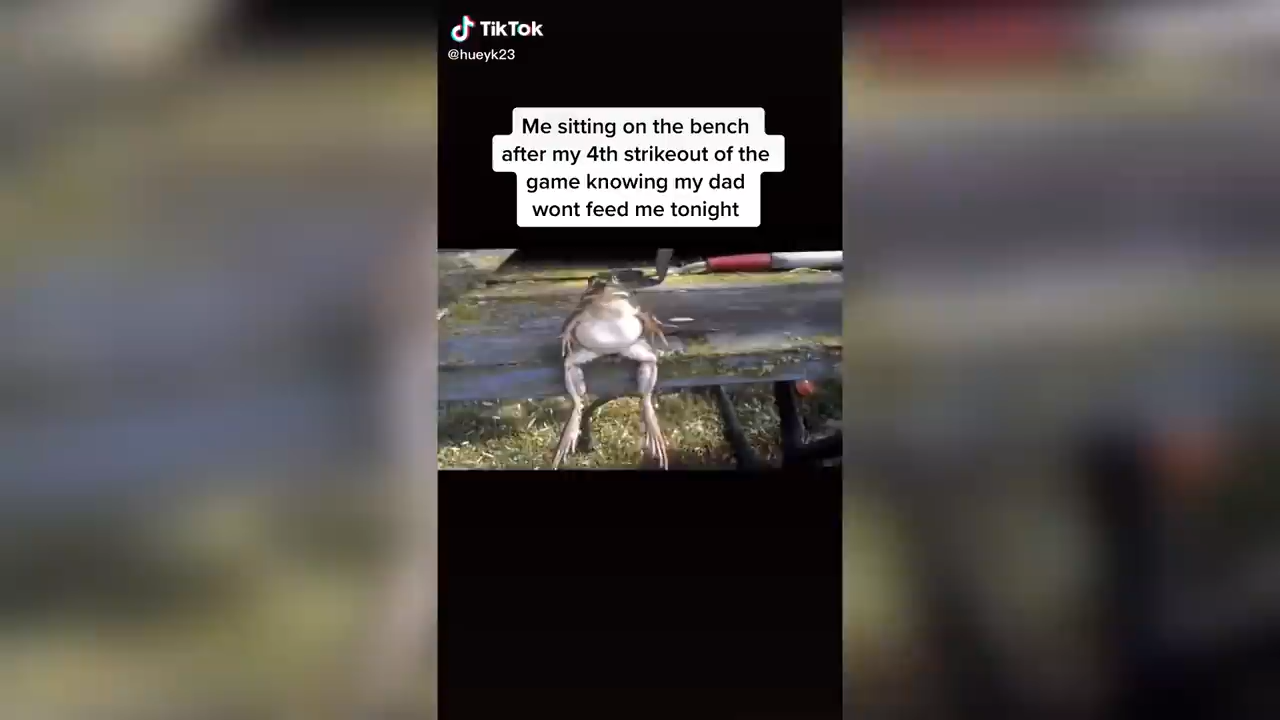 TikTok
@hueyk23
Me sitting on the bench
after my 4th strikeout of the
game knowing my dad
wont feed me tonight